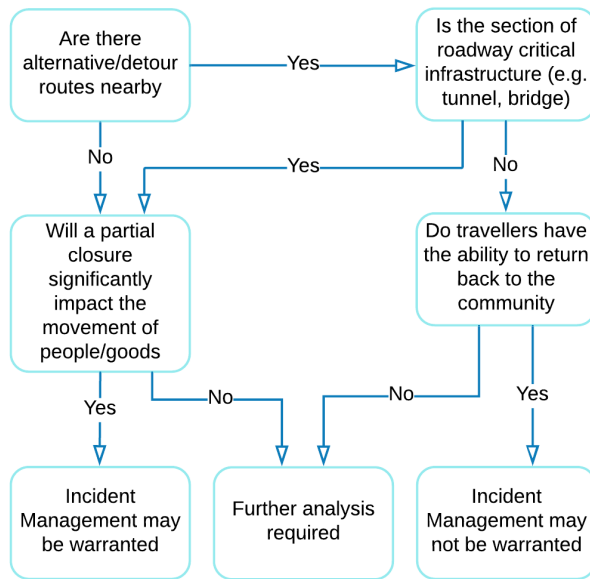 Are there
alternative/detour
routes nearby
Yes
Is the section of
roadway critical
infrastructure (e.g.
tunnel, bridge)
No
Yes
No
Will a partial
closure
significantly
impact the
movement of
people/goods
Do travellers have
the ability to return
back to the
community
Yes
No
No
Yes
Incident
Management may
be warranted
Further analysis
required
Incident
Management may
not be warranted